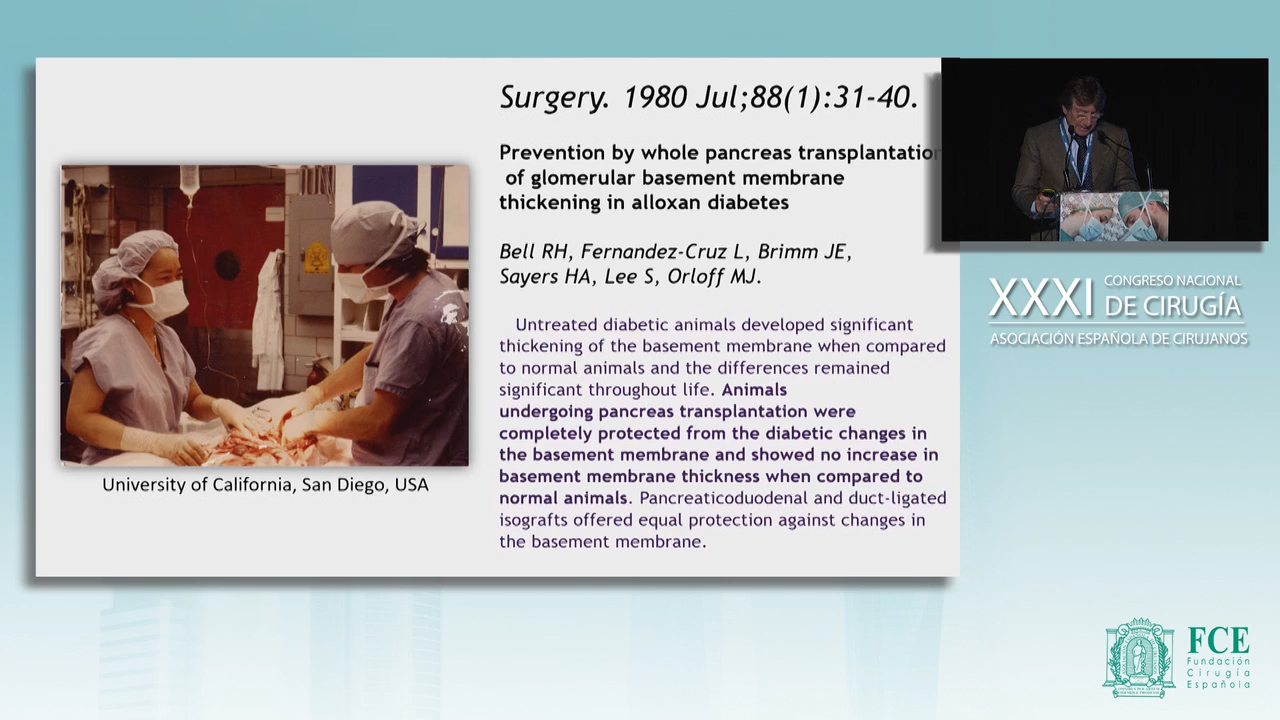 Surgery. 1980 Jul;88(1):31-40.
Prevention by whole pancreas transplantation
of glomerular basement membrane
thickening in alloxan diabetes
Bell RH, Fernandez-Cruz L, Brimm JE,
Sayers HA, Lee S, Orloff MJ.
Untreated diabetic animals developed significant
thickening of the basement membrane when compared
to normal animals and the differences remained
significant throughout life. Animals
undergoing pancreas transplantation were
completely protected from the diabetic changes in
the basement membrane and showed no increase in
basement membrane thickness when compared to
normal animals. Pancreaticoduodenal and duct-ligated
isografts offered equal protection against changes in
the basement membrane.
University of California, San Diego, USA
XXXI CONGRESO NACIONAL
DE CIRUGÍA
ASOCIACIÓN ESPAÑOLA DE CIRUJANOS
FCE
Fundación
Cirugía
Española